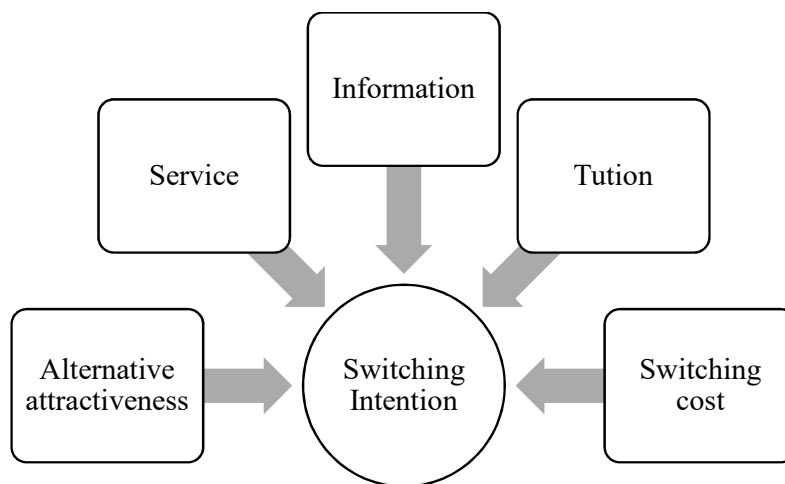 Information
Service
Tution
Alternative
attractiveness
Switching
Intention
Switching
cost